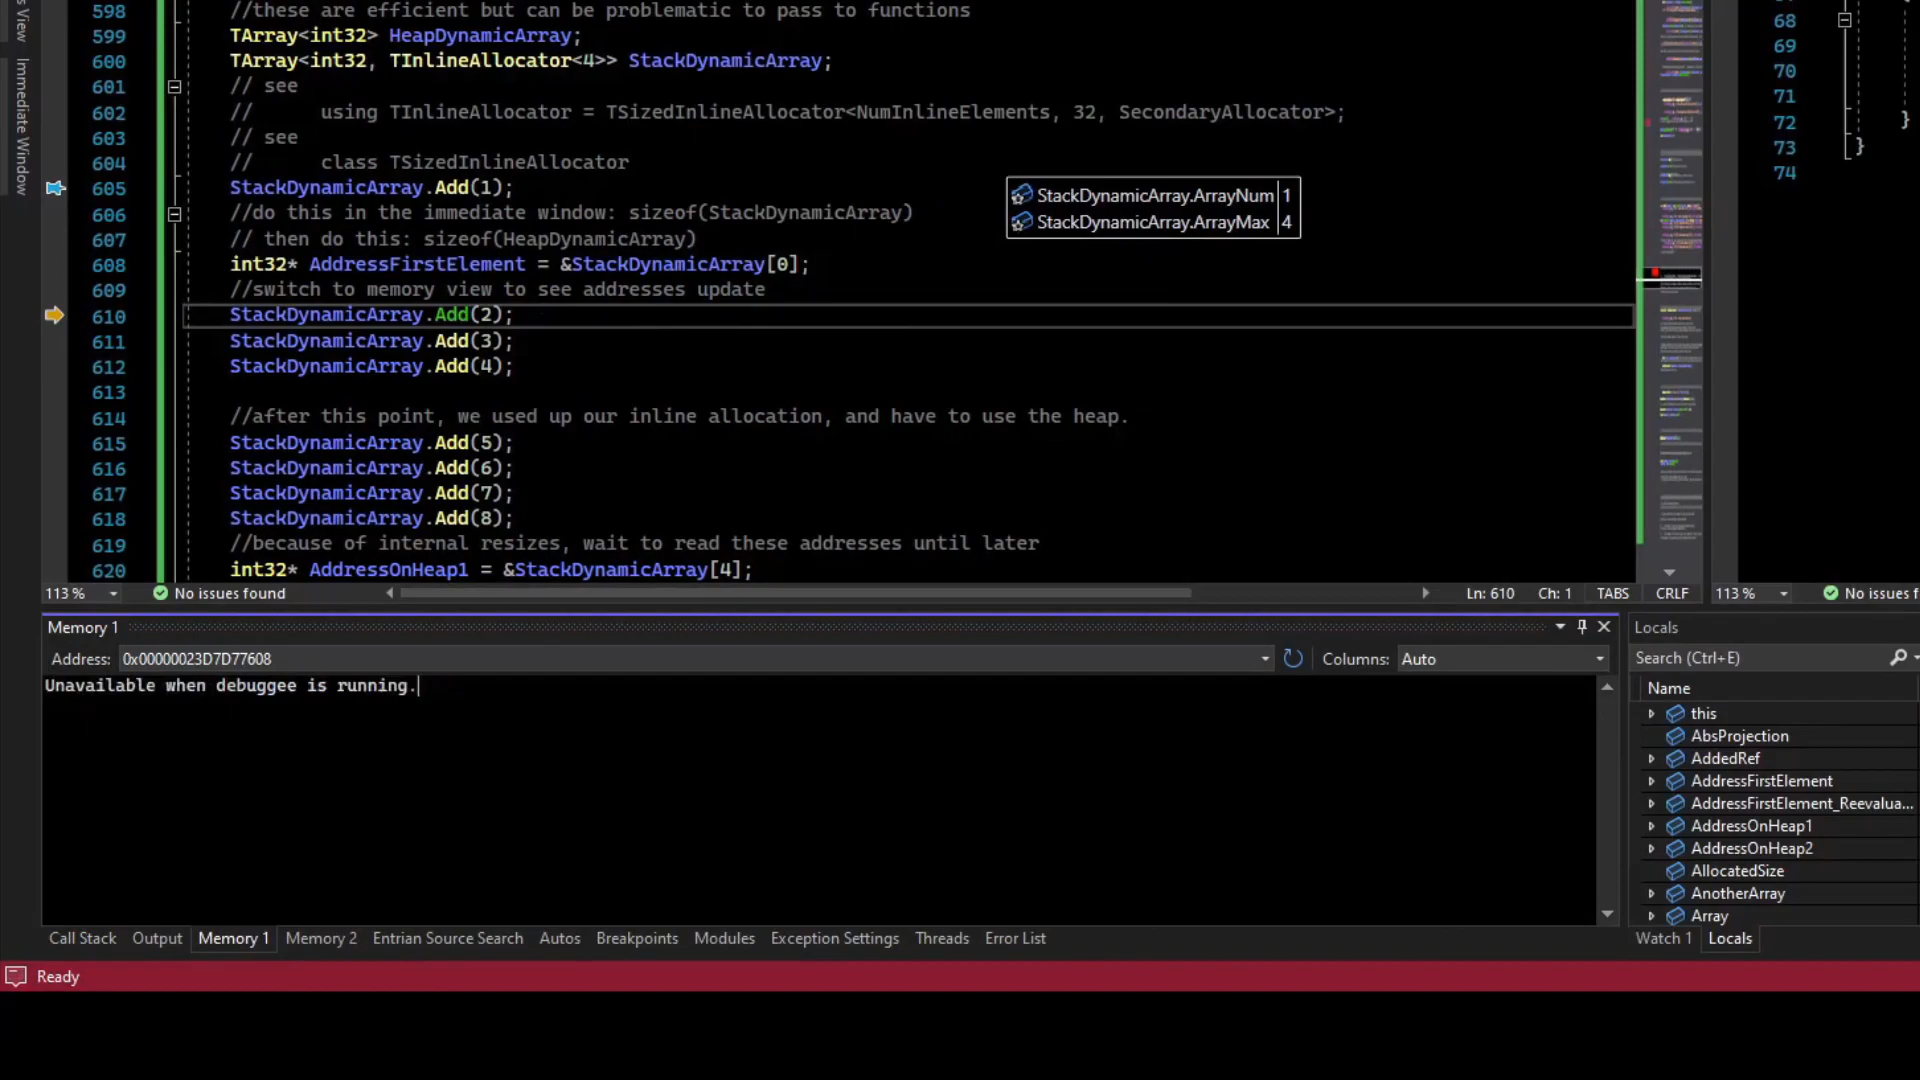 s View
Immediate Window
598 //these are efficient but can be problematic to pass to functions
599 TArray<int32> HeapDynamicArray;
600 TArray<int32, TInlineAllocator<4>> StackDynamicArray;
601 // see
602 // using TInlineAllocator = TSizedInlineAllocator<NumInlineElements, 32, SecondaryAllocator>;
603 // see
604 // class TSizedInlineAllocator
605 StackDynamicArray.Add(1);
606 //do this in the immediate window: sizeof(StackDynamicArray)
607 // then do this: sizeof(HeapDynamicArray)
608 int32* AddressFirstElement = &StackDynamicArray[0];
609 //switch to memory view to see addresses update
610 StackDynamicArray.Add(2);
611 StackDynamicArray.Add(3);
612 StackDynamicArray.Add(4);
613
614 //after this point, we used up our inline allocation, and have to use the heap.
615 StackDynamicArray.Add(5);
616 StackDynamicArray.Add(6);
617 StackDynamicArray.Add(7);
618 StackDynamicArray.Add(8);
619 //because of internal resizes, wait to read these addresses until later
620 int32* AddressOnHeap1 = &StackDynamicArray[4];
StackDynamicArray.ArrayNum 1
StackDynamicArray.ArrayMax 4
68
69
70
71
72 }
73 }
74
113 % No issues found Ln: 610 Ch: 1 TABS CRLF
113 % No issues f
Memory 1
Address: 0x00000023D7D77608 Columns: Auto
Unavailable when debuggee is running.
Locals
Search (Ctrl+E)
Name
this
AbsProjection
AddedRef
AddressFirstElement
AddressFirstElement_Reevalua...
AddressOnHeap1
AddressOnHeap2
AllocatedSize
AnotherArray
Array
Call Stack Output Memory 1 Memory 2 Entrian Source Search Autos Breakpoints Modules Exception Settings Threads Error List
Watch 1 Locals
Ready